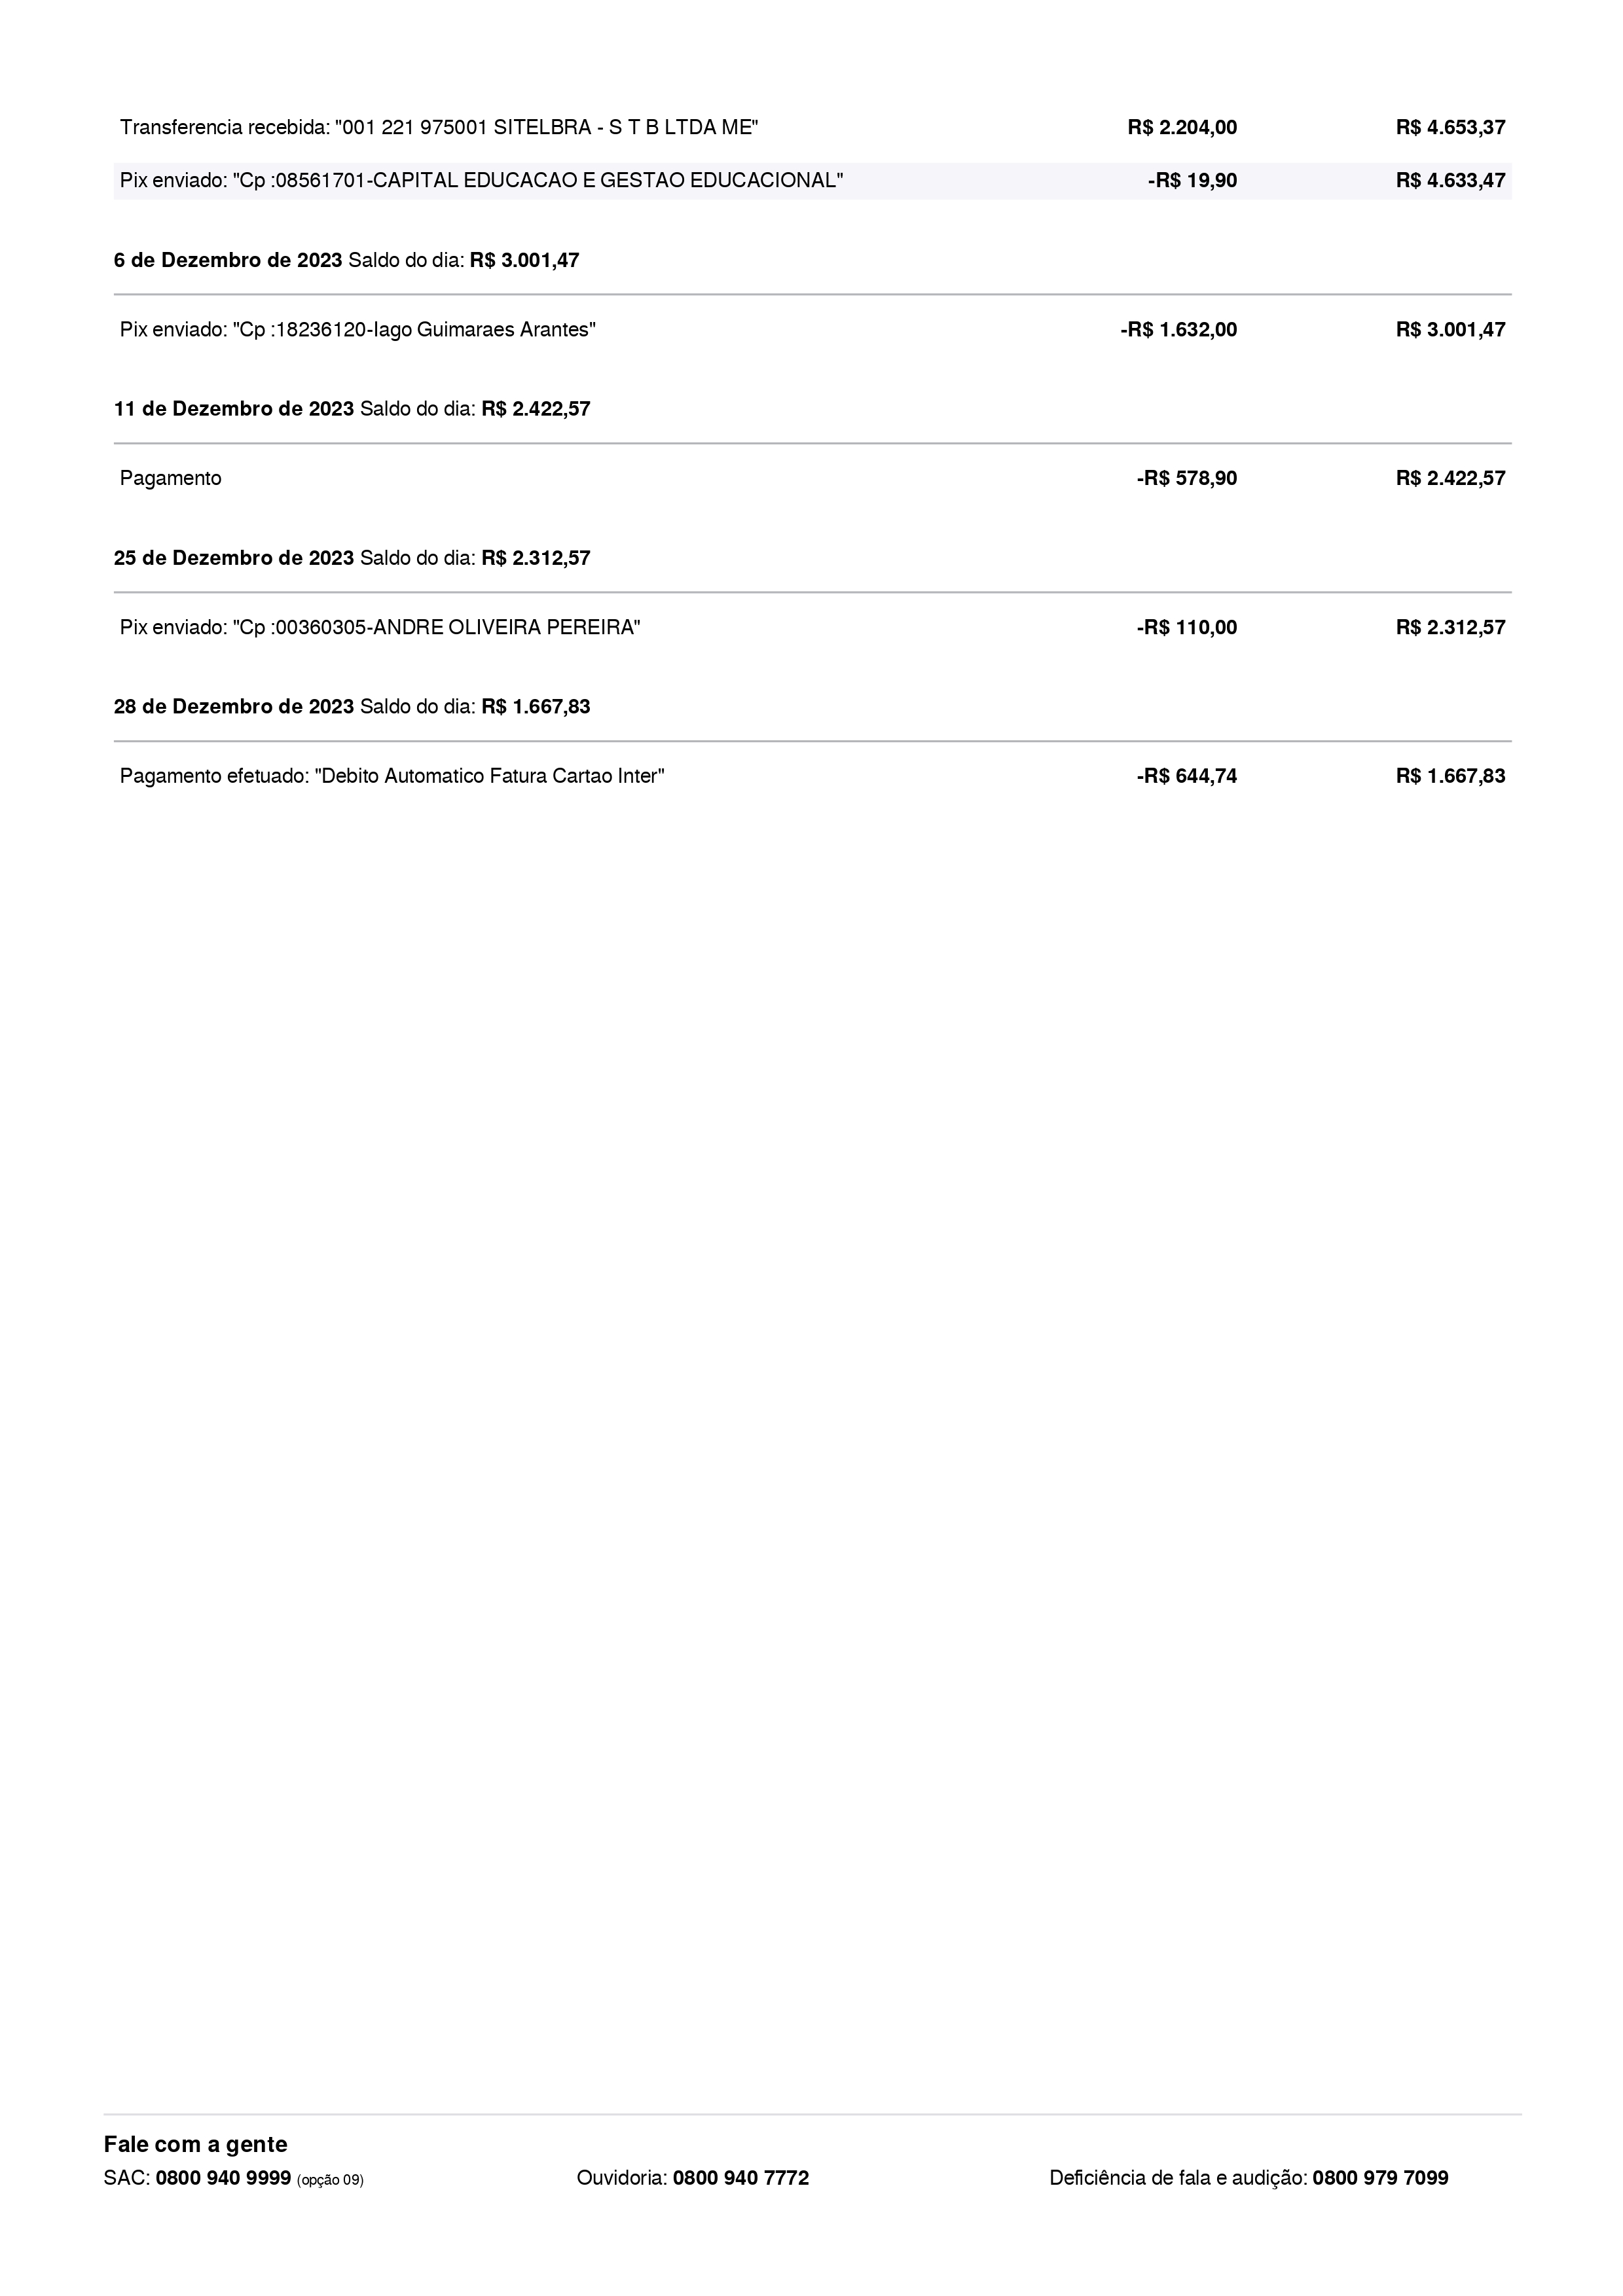 Transferencia recebida: "001 221 975001 SITELBRA - S T B LTDA ME" R$ 2.204,00 R$ 4.653,37
Pix enviado: "Cp :08561701-CAPITAL EDUCACAO E GESTAO EDUCACIONAL" -R$ 19,90 R$ 4.633,47
6 de Dezembro de 2023 Saldo do dia: R$ 3.001,47
Pix enviado: "Cp :18236120-Iago Guimaraes Arantes" -R$ 1.632,00 R$ 3.001,47
11 de Dezembro de 2023 Saldo do dia: R$ 2.422,57
Pagamento -R$ 578,90 R$ 2.422,57
25 de Dezembro de 2023 Saldo do dia: R$ 2.312,57
Pix enviado: "Cp :00360305-ANDRE OLIVEIRA PEREIRA" -R$ 110,00 R$ 2.312,57
28 de Dezembro de 2023 Saldo do dia: R$ 1.667,83
Pagamento efetuado: "Debito Automatico Fatura Cartao Inter" -R$ 644,74 R$ 1.667,83
Fale com a gente
SAC: 0800 940 9999 (opção 09) Ouvidoria: 0800 940 7772 Deficiência de fala e audição: 0800 979 7099